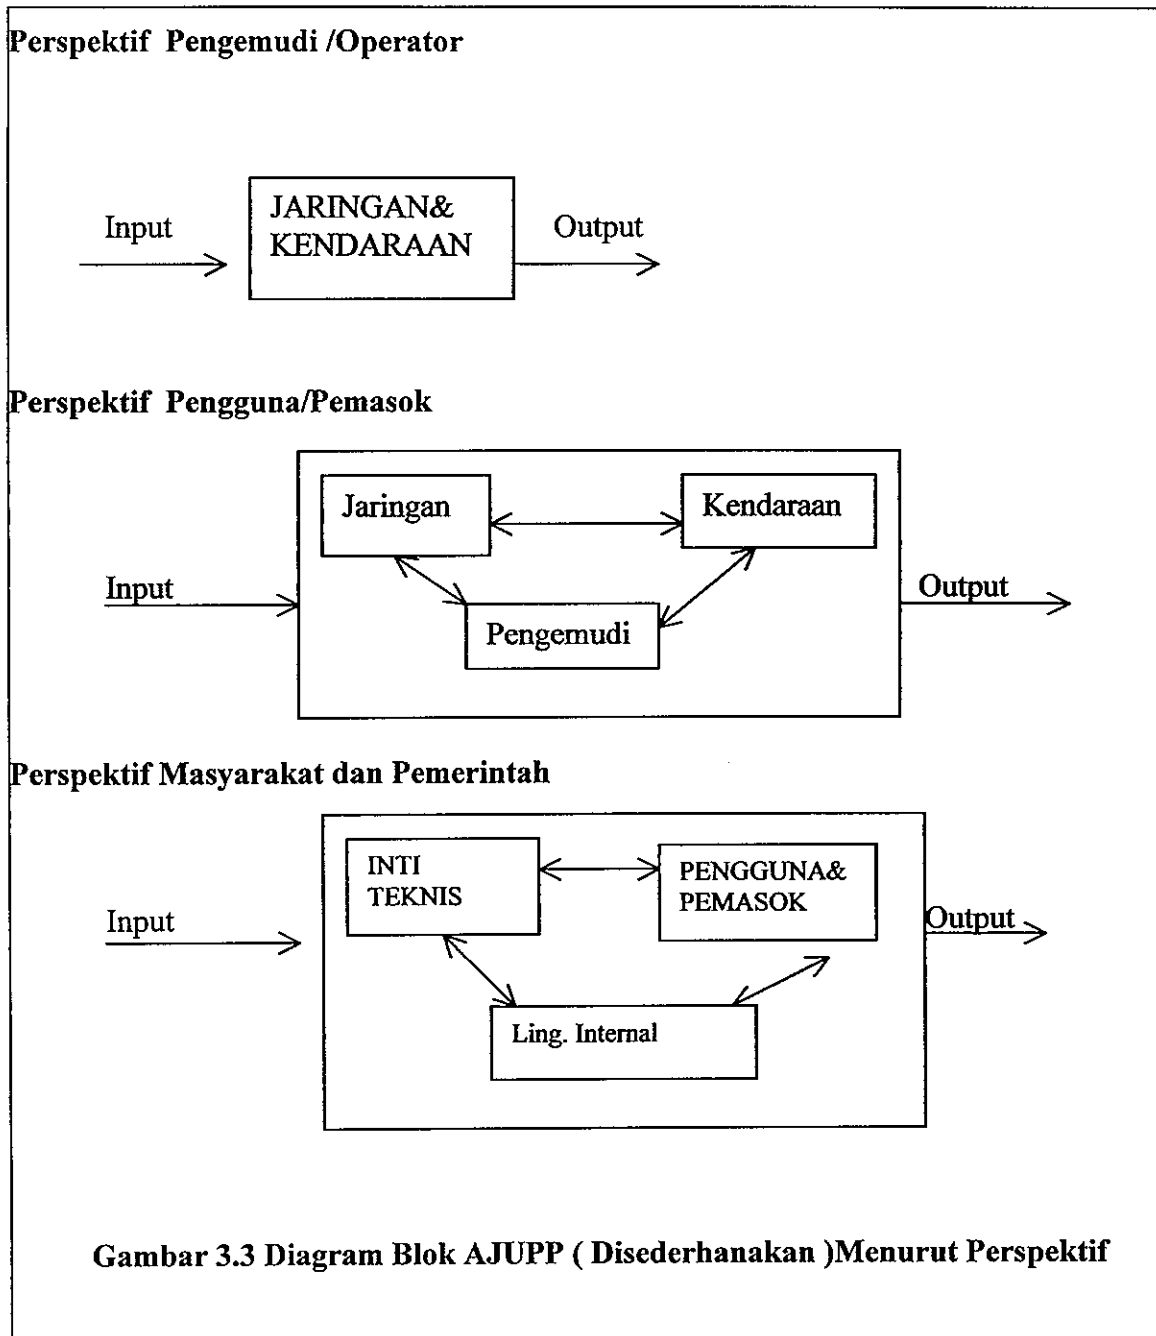 Perspektif Pengemudi /Operator
Input
JARINGAN&
KENDARAAN
Output
Perspektif Pengguna/Pemasok
Jaringan
Kendaraan
Input
Output
Pengemudi
Perspektif Masyarakat dan Pemerintah
INTI
TEKNIS
PENGGUNA&
PEMASOK
Input
Output
Ling. Internal
Gambar 3.3 Diagram Blok AJUPP ( Disederhanakan )Menurut Perspektif